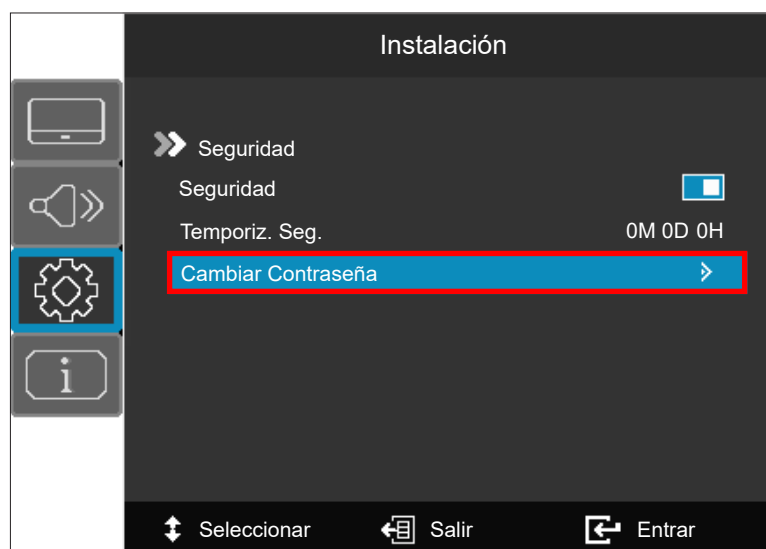 Instalación
Seguridad
Seguridad
Temporiz. Seg. 0M 0D 0H
Cambiar Contraseña
i
Seleccionar Salir Entrar